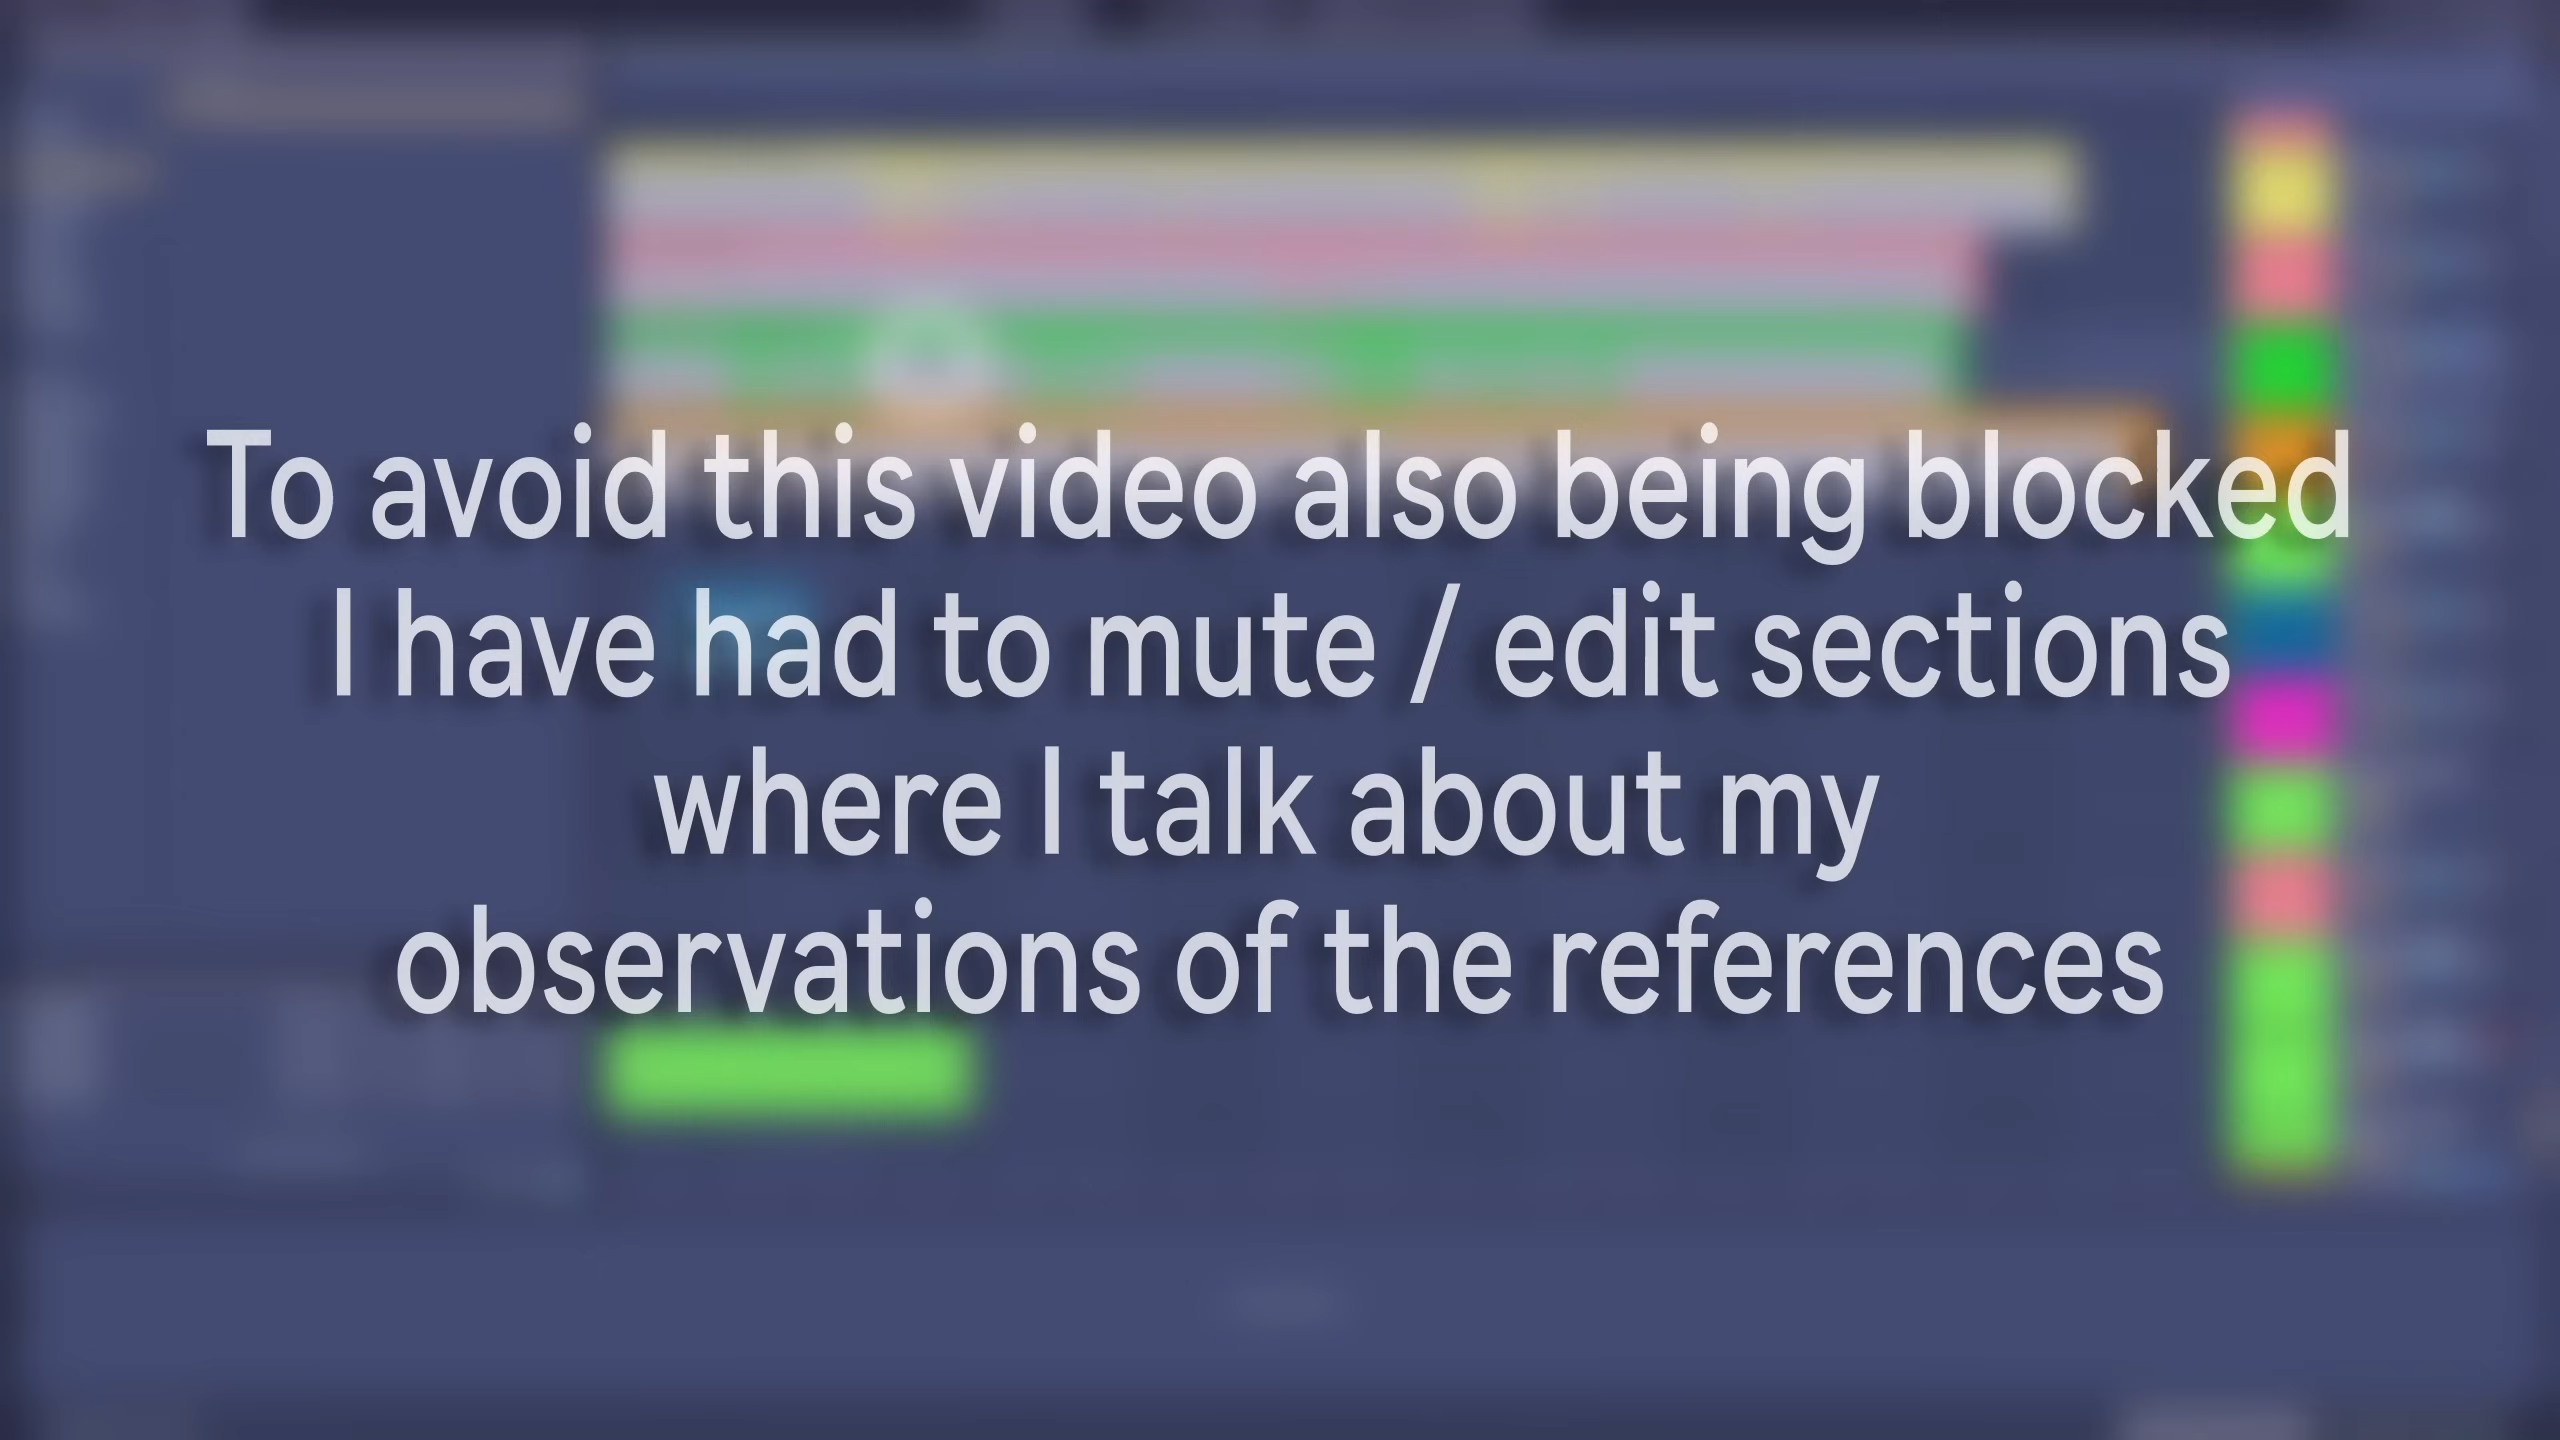 To avoid this video also being blocked
I have had to mute / edit sections
where I talk about my
observations of the references